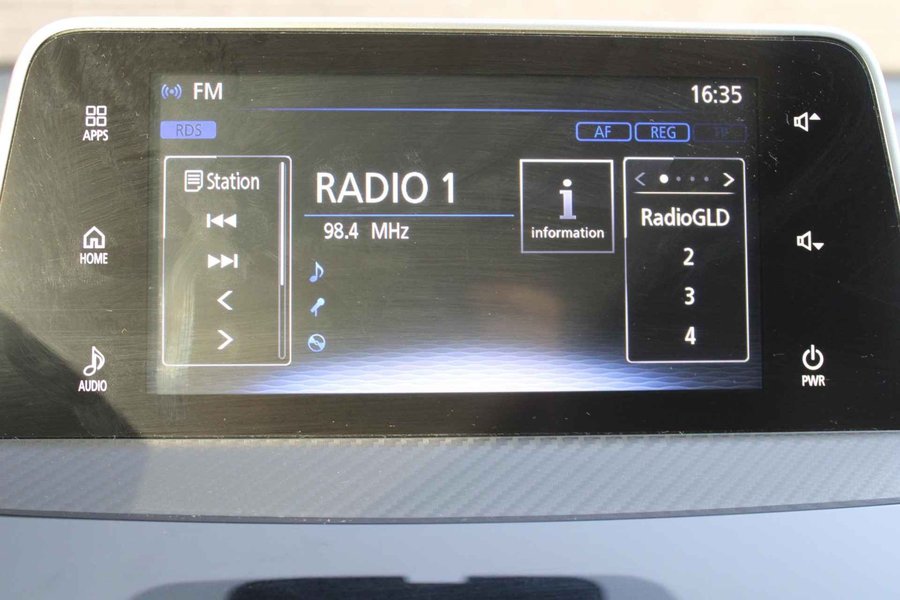 FM
16:35
RDS
AF
REG
TP
APPS
HOME
AUDIO
Station
RADIO 1
98.4 MHz
information
RadioGLD
2
3
4
PWR